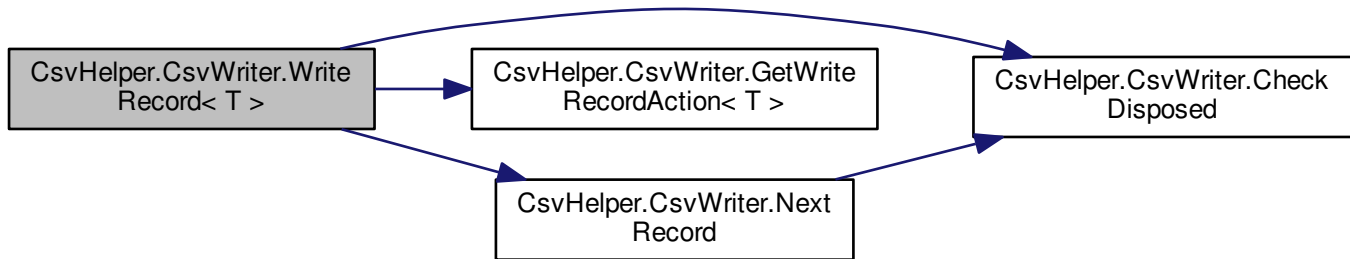 CsvHelper.CsvWriter.Write
Record< T >
CsvHelper.CsvWriter.GetWrite
RecordAction< T >
CsvHelper.CsvWriter.Check
Disposed
CsvHelper.CsvWriter.Next
Record